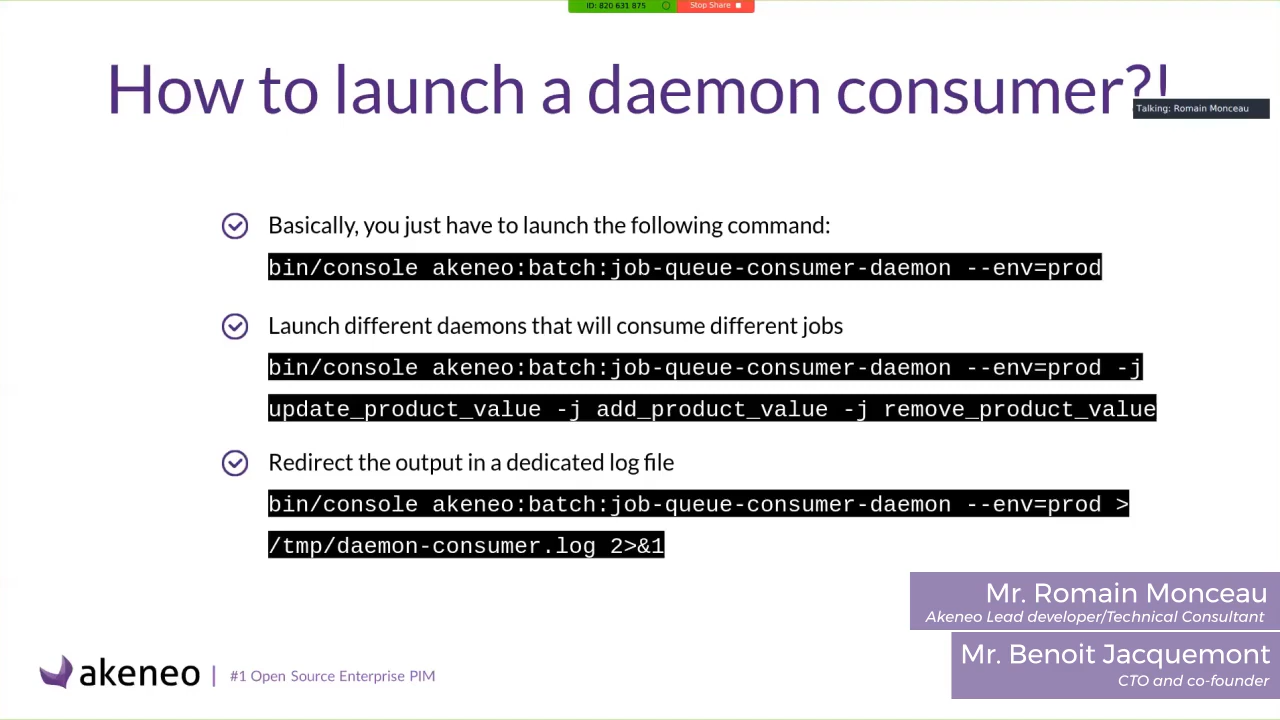 ID: 820 631 875
Stop Share
How to launch a daemon consumer?!
Talking: Romain Monceau
Basically, you just have to launch the following command:
bin/console akeneo:batch:job-queue-consumer-daemon --env=prod
Launch different daemons that will consume different jobs
bin/console akeneo:batch:job-queue-consumer-daemon --env=prod -j
update_product_value -j add_product_value -j remove_product_value
Redirect the output in a dedicated log file
bin/console akeneo:batch:job-queue-consumer-daemon --env=prod >
/tmp/daemon-consumer.log 2>&1
Mr. Romain Monceau
Akeneo Lead developer/Technical Consultant
Mr. Benoit Jacquemont
CTO and co-founder
akeneo
#1 Open Source Enterprise PIM